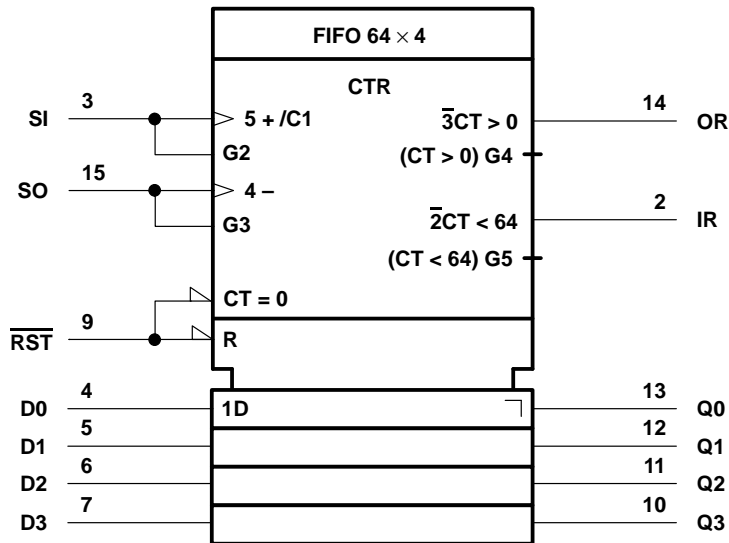 FIFO 64 × 4
CTR
SI 3 5 + /C1 3̅CT > 0 14 OR
G2 (CT > 0) G4
SO 15 4 – 2̅CT < 64 2 IR
G3 (CT < 64) G5
CT = 0
R̅S̅T̅ 9 R
D0 4 1D 13 Q0
D1 5 12 Q1
D2 6 11 Q2
D3 7 10 Q3